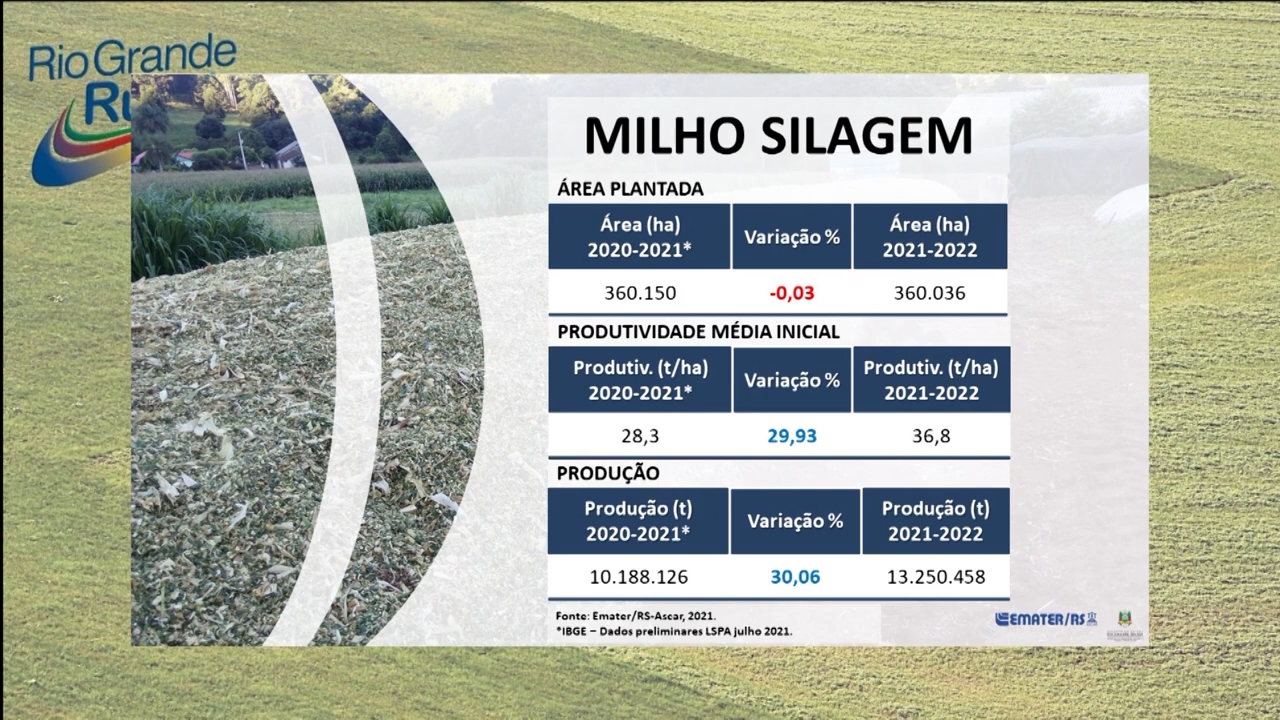 Rio Grande
Ru
MILHO SILAGEM
ÁREA PLANTADA
Área (ha)
2020-2021*
Variação %
Área (ha)
2021-2022
360.150
-0,03
360.036
PRODUTIVIDADE MÉDIA INICIAL
Produtiv. (t/ha)
2020-2021*
Variação %
Produtiv. (t/ha)
2021-2022
28,3
29,93
36,8
PRODUÇÃO
Produção (t)
2020-2021*
Variação %
Produção (t)
2021-2022
10.188.126
30,06
13.250.458
Fonte: Emater/RS-Ascar, 2021.
*IBGE – Dados preliminares LSPA julho 2021.
EMATER/RS